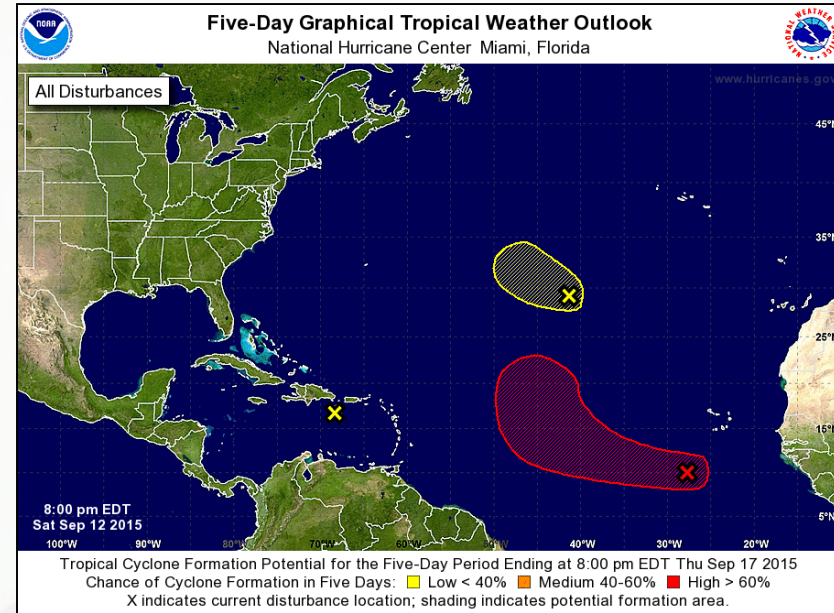 Five-Day Graphical Tropical Weather Outlook
National Hurricane Center Miami, Florida
NOAA
All Disturbances
www.hurricanes.gov
45°N
35°N
25°N
15°N
5°N
8:00 pm EDT
Sat Sep 12 2015
100°W 90°W 80°W 70°W 60°W 50°W 40°W 30°W 20°W
Tropical Cyclone Formation Potential for the Five-Day Period Ending at 8:00 pm EDT Thu Sep 17 2015
Chance of Cyclone Formation in Five Days: Low < 40% Medium 40-60% High > 60%
X indicates current disturbance location; shading indicates potential formation area.